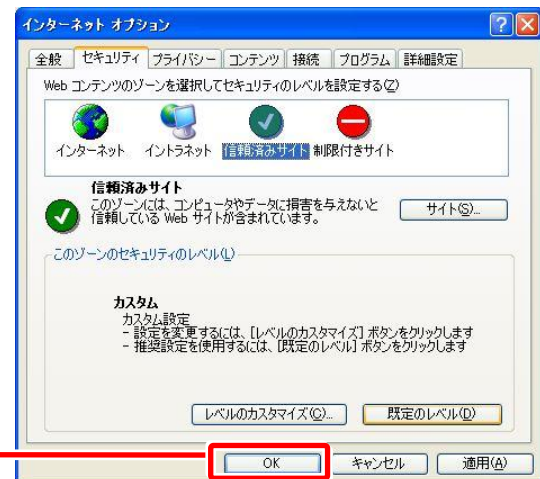 インターネット オプション
全般 セキュリティ プライバシー コンテンツ 接続 プログラム 詳細設定
Web コンテンツのゾーンを選択してセキュリティのレベルを設定する(Z)
インターネット イントラネット 信頼済みサイト 制限付きサイト
信頼済みサイト
このゾーンには、コンピュータやデータに損害を与えないと
信頼している Web サイトが含まれています。
サイト(S)...
このゾーンのセキュリティのレベル(L)
カスタム
カスタム設定
- 設定を変更するには、[レベルのカスタマイズ] ボタンをクリックします
- 推奨設定を使用するには、[既定のレベル] ボタンをクリックします
レベルのカスタマイズ(C)... 既定のレベル(D)
OK キャンセル 適用(A)